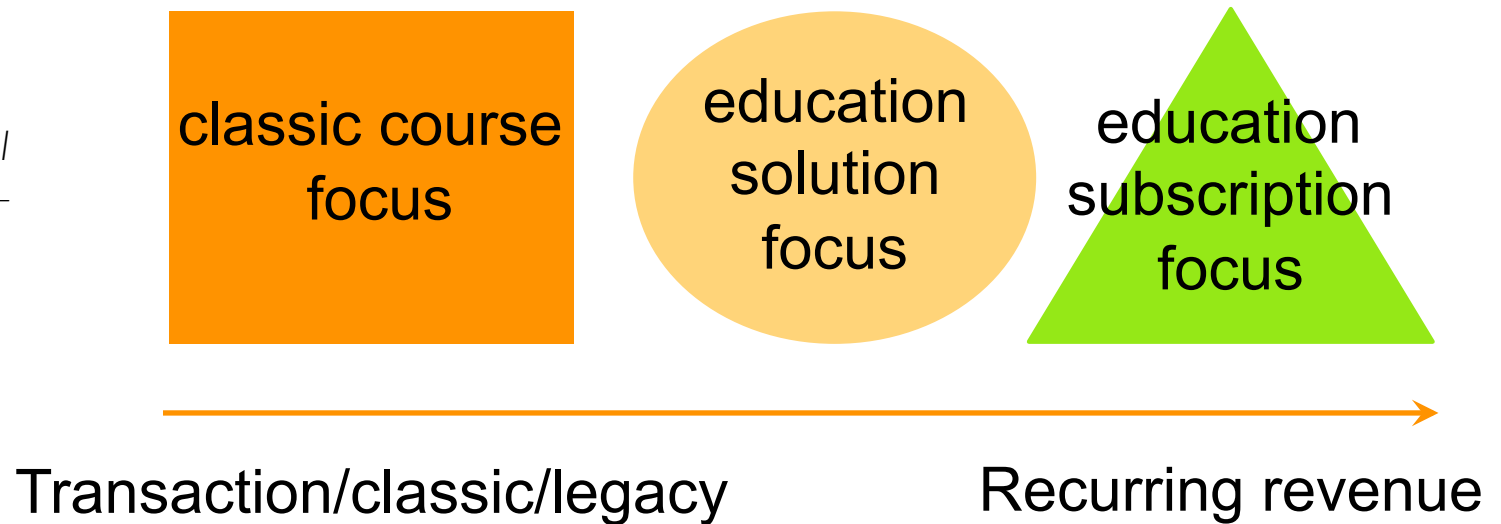 classic course
focus
education
solution
focus
education
subscription
focus
Transaction/classic/legacy
Recurring revenue